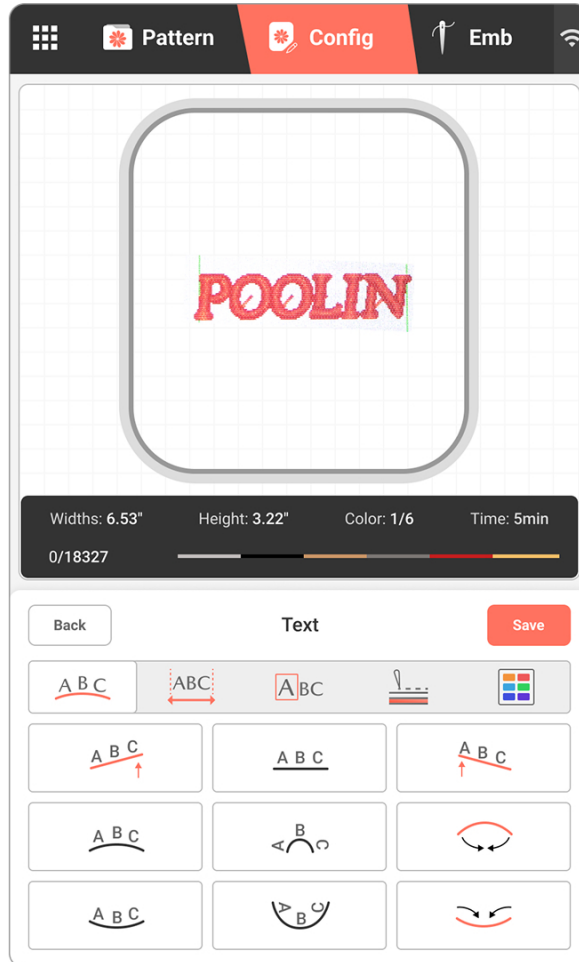 Pattern Config Emb
POOLIN
Widths: 6.53" Height: 3.22" Color: 1/6 Time: 5min
0/18327
Back Text Save
A B C ABC ABC
A B C A B C A B C
A B C A B C
A B C A B C